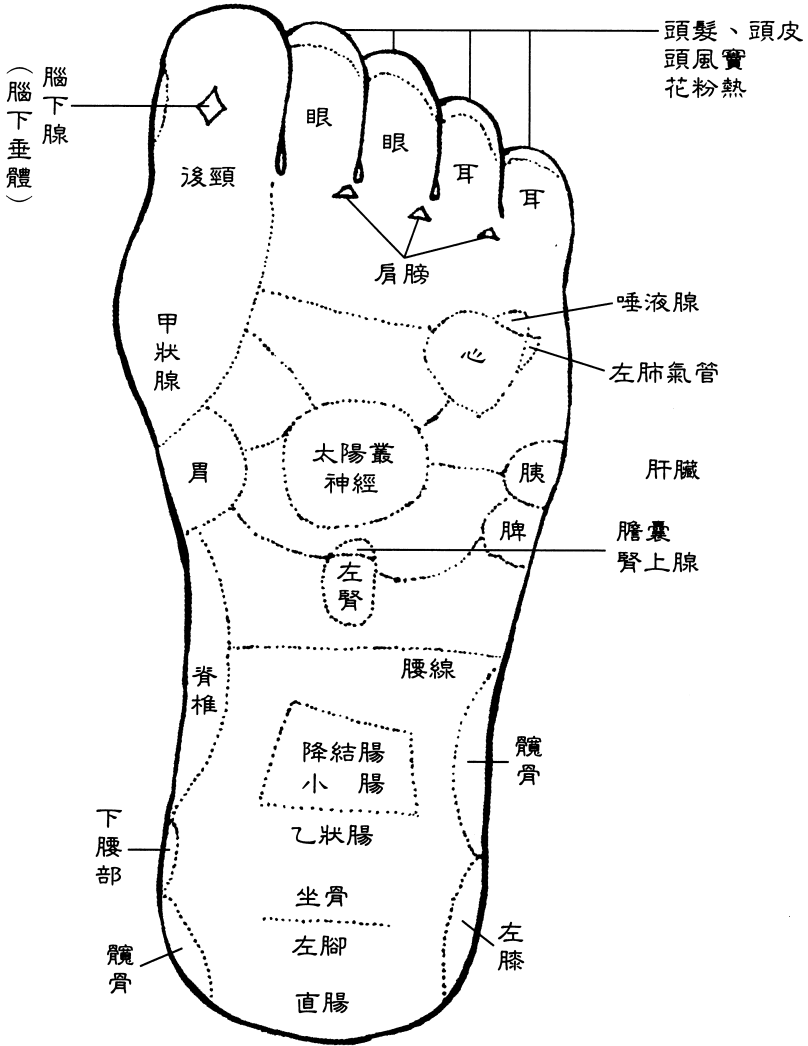 頭髮、頭皮
頭風竇
花粉熱
腦下腺
（腦下垂體）
眼
眼
耳
耳
後頸
肩膀
唾液腺
心
左肺氣管
甲狀腺
胃
太陽叢
神經
胰
肝臟
脾
膽囊
腎上腺
左腎
腰線
脊椎
降結腸
小　腸
髖骨
乙狀腸
下腰部
坐骨
左腳
左膝
髖骨
直腸